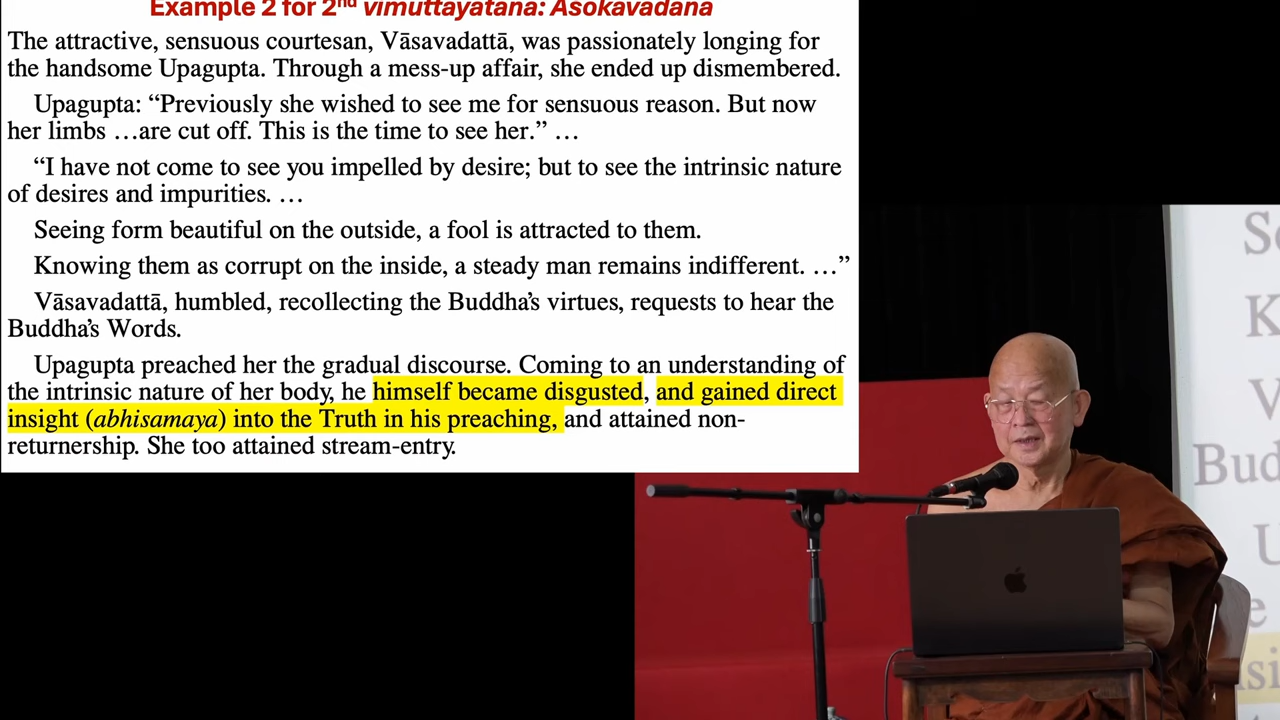 Example 2 for 2nd vimuttāyatana: Aśokāvadāna
The attractive, sensuous courtesan, Vāsavadattā, was passionately longing for
the handsome Upagupta. Through a mess-up affair, she ended up dismembered.
Upagupta: “Previously she wished to see me for sensuous reason. But now
her limbs …are cut off. This is the time to see her.” …
“I have not come to see you impelled by desire; but to see the intrinsic nature
of desires and impurities. …
Seeing form beautiful on the outside, a fool is attracted to them.
Knowing them as corrupt on the inside, a steady man remains indifferent. …”
Vāsavadattā, humbled, recollecting the Buddha’s virtues, requests to hear the
Buddha’s Words.
Upagupta preached her the gradual discourse. Coming to an understanding of
the intrinsic nature of her body, he himself became disgusted, and gained direct
insight (abhisamaya) into the Truth in his preaching, and attained non-
returnership. She too attained stream-entry.
Se
K
V
Bud
U
e
nsi